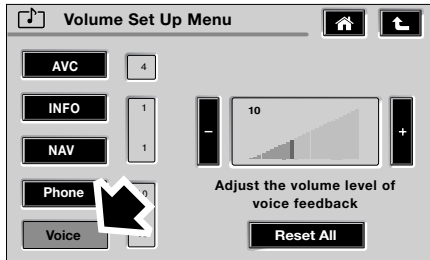 Volume Set Up Menu
AVC
4
INFO
1
NAV
1
Phone
Voice
10
–
+
Adjust the volume level of
voice feedback
Reset All